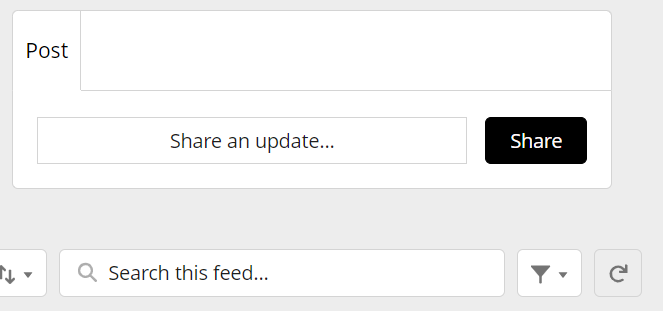 Post
Share an update...
Share
Search this feed...